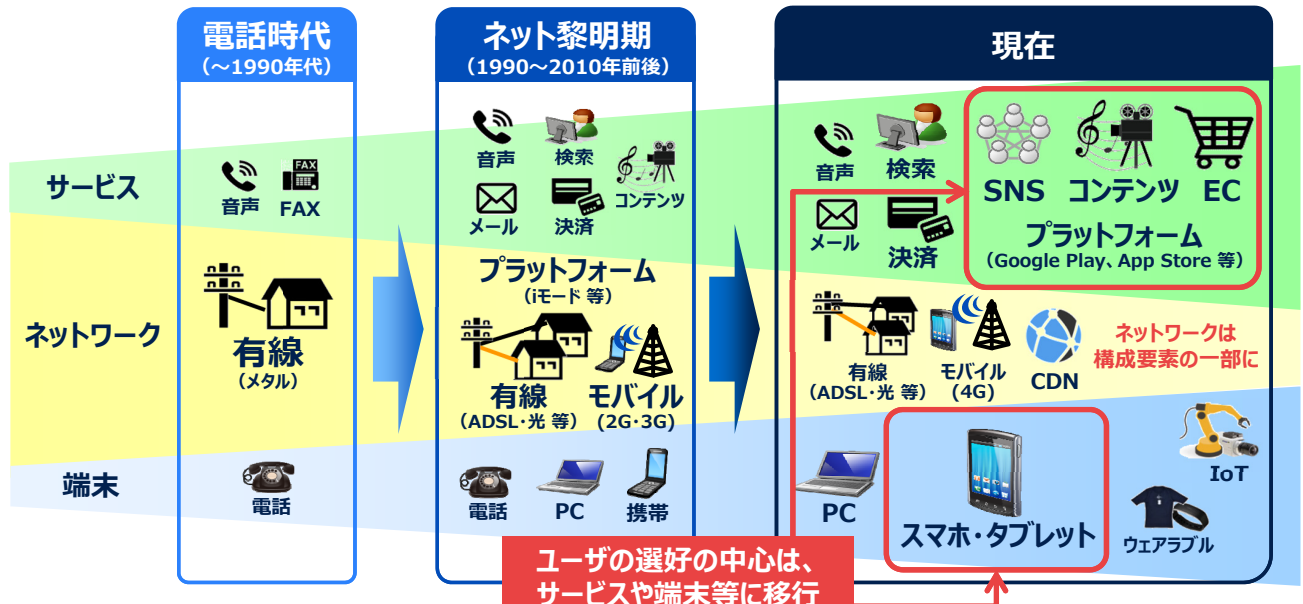 電話時代
（～1990年代）
ネット黎明期
（1990～2010年前後）
現在
サービス
音声
FAX
FAX
音声
検索
コンテンツ
メール
決済
音声
検索
メール
決済
SNS
コンテンツ
EC
プラットフォーム
（Google Play、App Store 等）
ネットワーク
有線
（メタル）
プラットフォーム
（iモード 等）
有線
（ADSL・光 等）
モバイル
（2G・3G）
有線
（ADSL・光 等）
モバイル
（4G）
CDN
ネットワークは
構成要素の一部に
端末
電話
電話
PC
携帯
PC
スマホ・タブレット
IoT
ウェアラブル
ユーザの選好の中心は、
サービスや端末等に移行